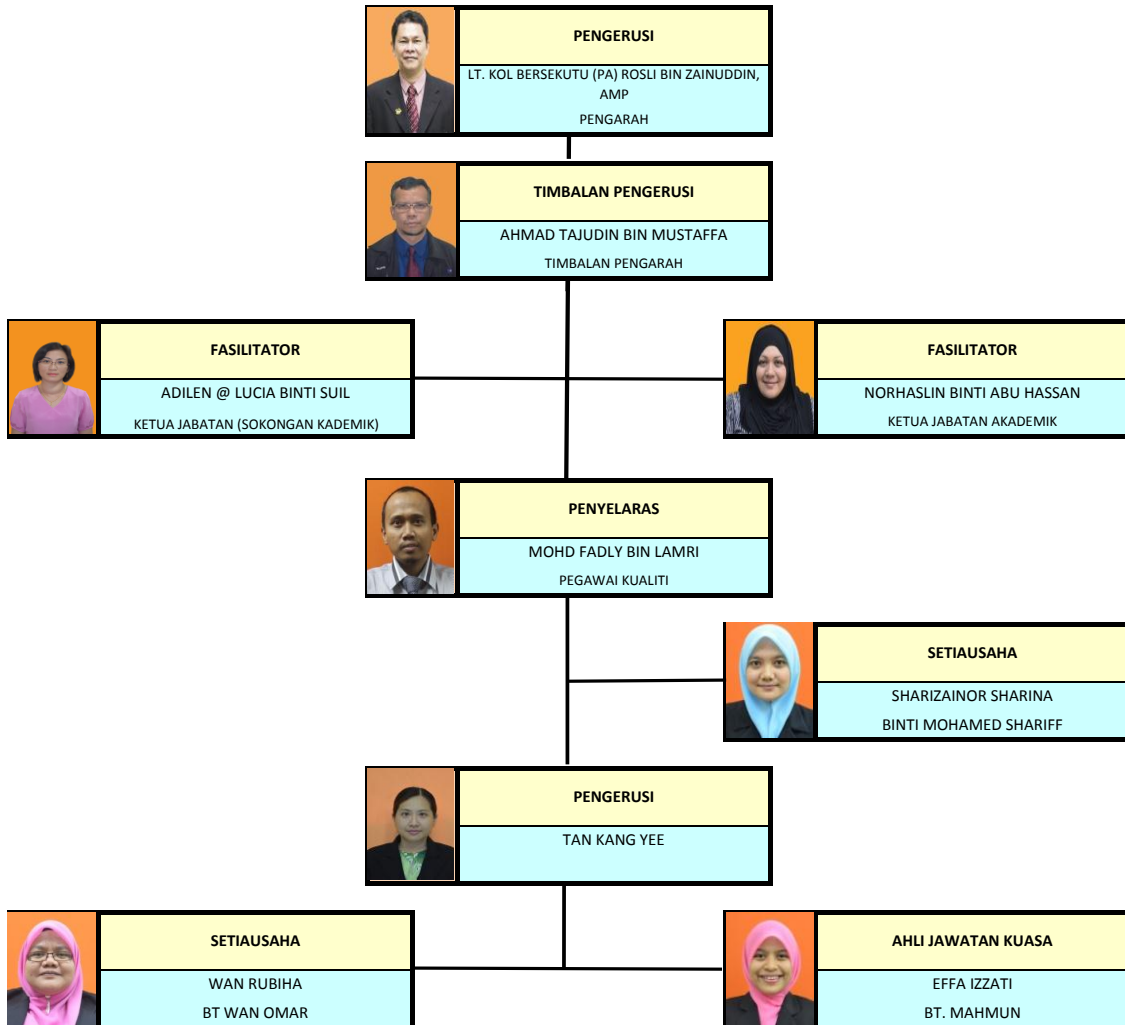 PENGERUSI
LT. KOL BERSEKUTU (PA) ROSLI BIN ZAINUDDIN,
AMP
PENGARAH
TIMBALAN PENGERUSI
AHMAD TAJUDIN BIN MUSTAFFA
TIMBALAN PENGARAH
FASILITATOR
ADILEN @ LUCIA BINTI SUIL
KETUA JABATAN (SOKONGAN KADEMIK)
FASILITATOR
NORHASLIN BINTI ABU HASSAN
KETUA JABATAN AKADEMIK
PENYELARAS
MOHD FADLY BIN LAMRI
PEGAWAI KUALITI
SETIAUSAHA
SHARIZAINOR SHARINA
BINTI MOHAMED SHARIFF
PENGERUSI
TAN KANG YEE
SETIAUSAHA
WAN RUBIHA
BT WAN OMAR
AHLI JAWATAN KUASA
EFFA IZZATI
BT. MAHMUN